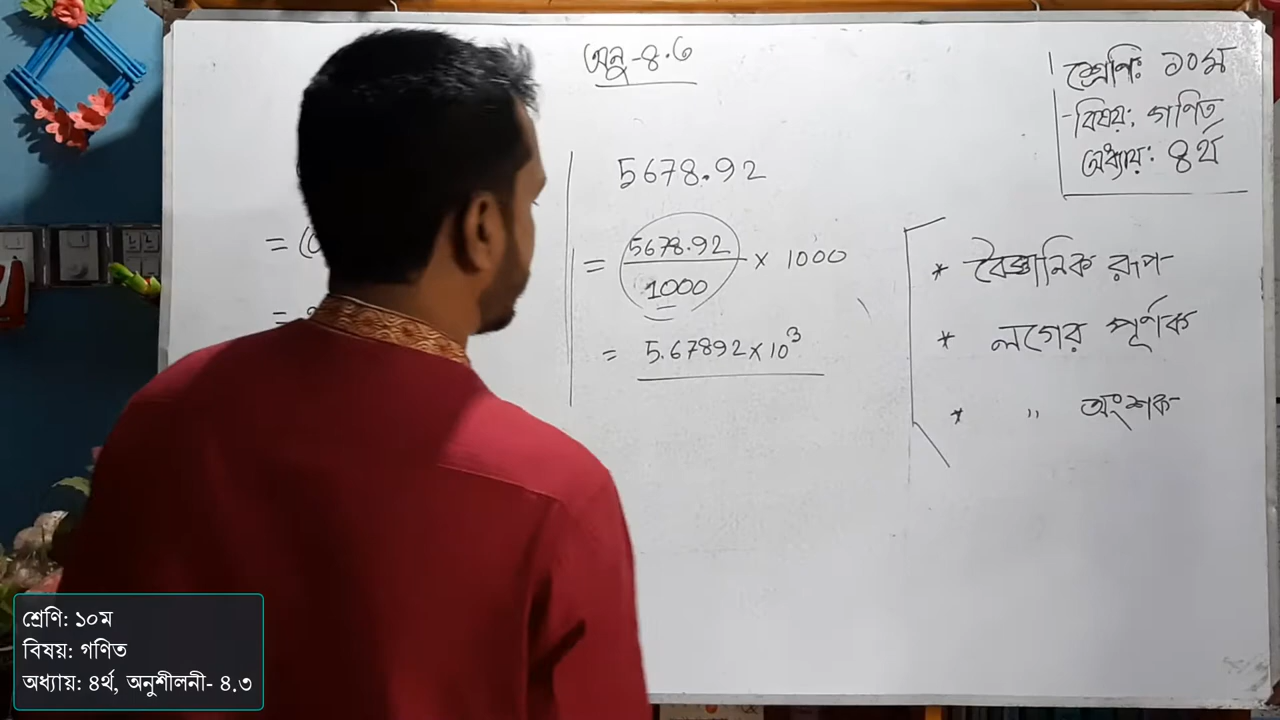 অনু-৪.৩
শ্রেণিঃ ১০ম
বিষয়: গণিত
অধ্যায়: ৪র্থ
5678.92
= (
= 5678.92/1000 × 1000
= 5.67892 × 10³
=
* বৈজ্ঞানিক রূপ
* লগের পূর্ণক
* " অংশক
শ্রেণি: ১০ম
বিষয়: গণিত
অধ্যায়: ৪র্থ, অনুশীলনী- ৪.৩